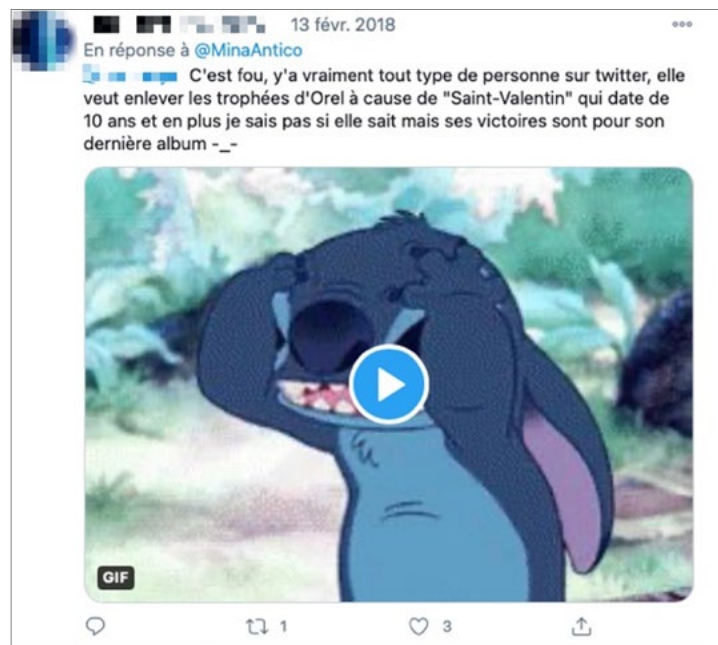 13 févr. 2018
En réponse à @MinaAntico
C'est fou, y'a vraiment tout type de personne sur twitter, elle
veut enlever les trophées d'Orel à cause de "Saint-Valentin" qui date de
10 ans et en plus je sais pas si elle sait mais ses victoires sont pour son
dernière album -_-
GIF
1
3